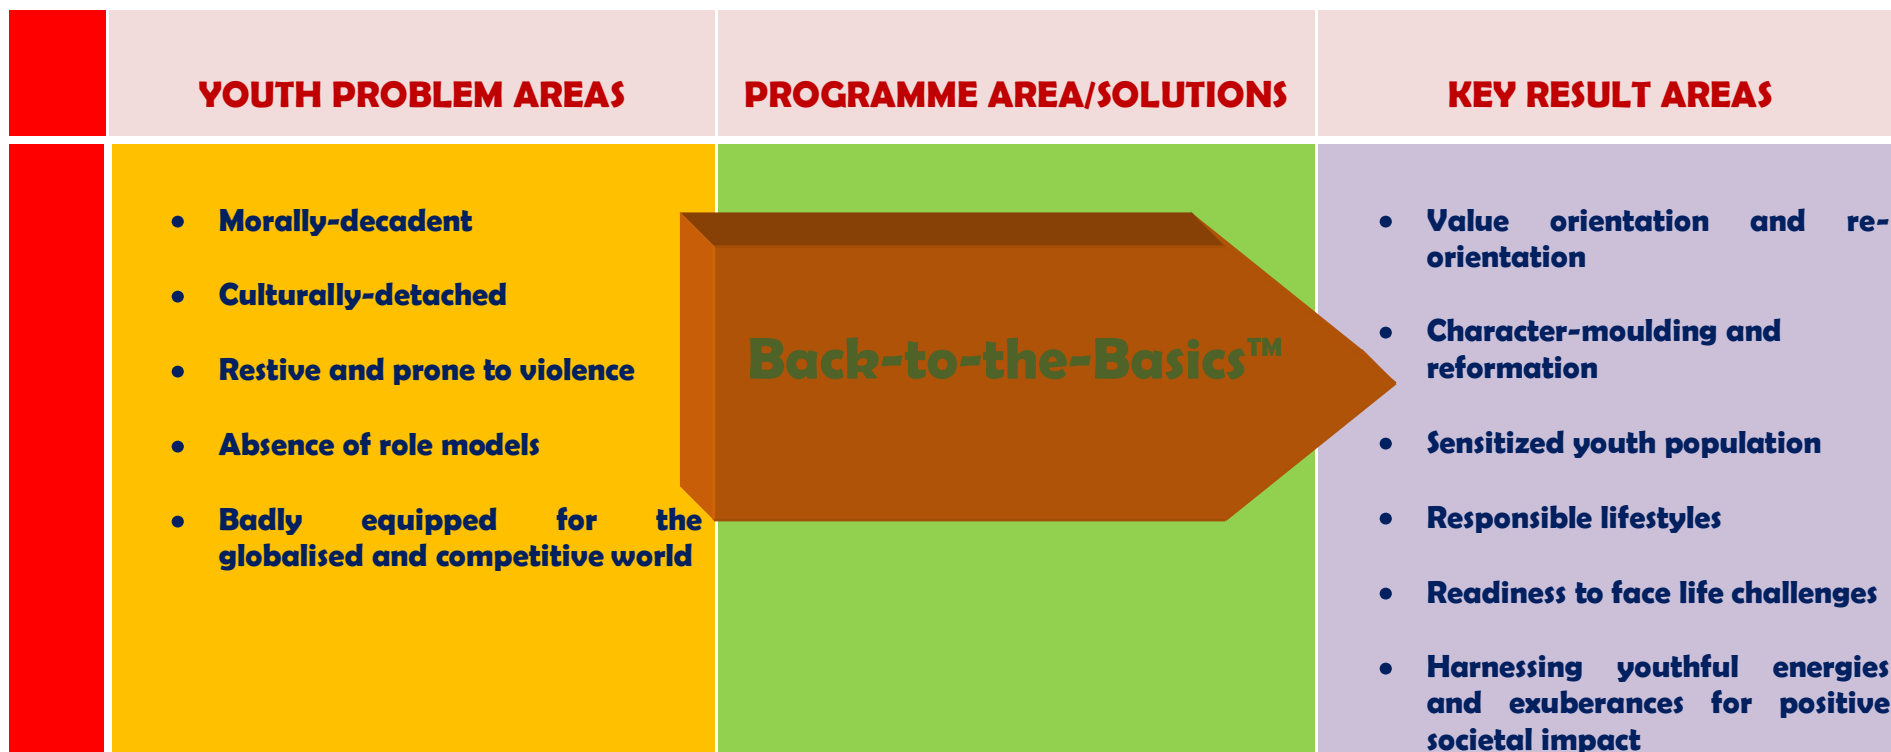 YOUTH PROBLEM AREAS
PROGRAMME AREA/SOLUTIONS
KEY RESULT AREAS
• Morally-decadent
• Culturally-detached
• Restive and prone to violence
• Absence of role models
• Badly equipped for the
globalised and competitive world
Back-to-the-Basics™
• Value orientation and re-
orientation
• Character-moulding and
reformation
• Sensitized youth population
• Responsible lifestyles
• Readiness to face life challenges
• Harnessing youthful energies
and exuberances for positive
societal impact